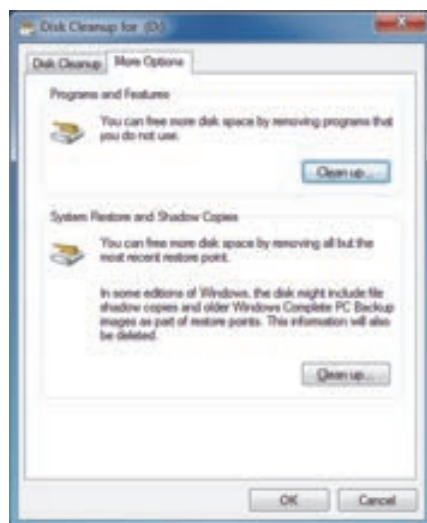 Disk Cleanup for (D:)
Disk Cleanup More Options
Programs and Features
You can free more disk space by removing programs that
you do not use.
Clean up...
System Restore and Shadow Copies
You can free more disk space by removing all but the
most recent restore point.
In some editions of Windows, the disk might include file
shadow copies and older Windows Complete PC Backup
images as part of restore points. This information will also
be deleted.
Clean up...
OK Cancel